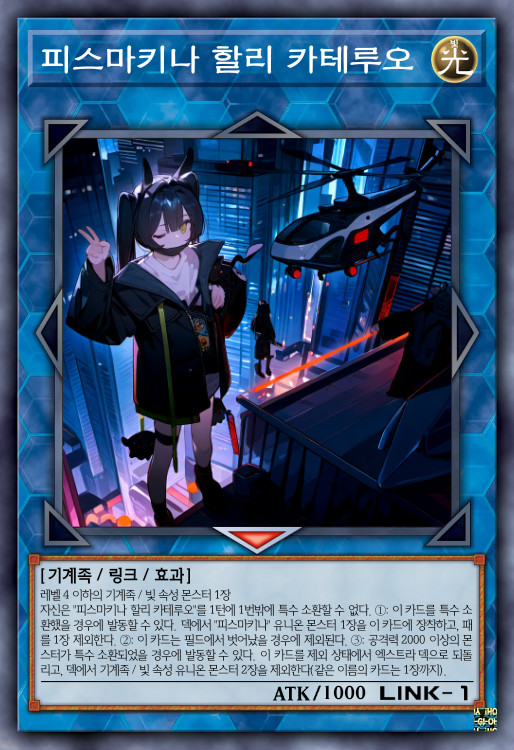 피스마키나 할리 카테루오
빛
光
[기계족 / 링크 / 효과]
레벨 4 이하의 기계족 / 빛 속성 몬스터 1장
자신은 "피스마키나 할리 카테루오"를 1턴에 1번밖에 특수 소환할 수 없다. ①: 이 카드를 특수 소
환했을 경우에 발동할 수 있다. 덱에서 "피스마키나" 유니온 몬스터 1장을 이 카드에 장착하고, 패
를 1장 제외한다. ②: 이 카드는 필드에서 벗어났을 경우에 제외된다. ③: 공격력 2000 이상의 몬
스터가 특수 소환되었을 경우에 발동할 수 있다. 이 카드를 제외 상태에서 엑스트라 덱으로 되돌
리고, 덱에서 기계족 / 빛 속성 유니온 몬스터 2장을 제외한다(같은 이름의 카드는 1장까지).
ATK/1000 LINK-1